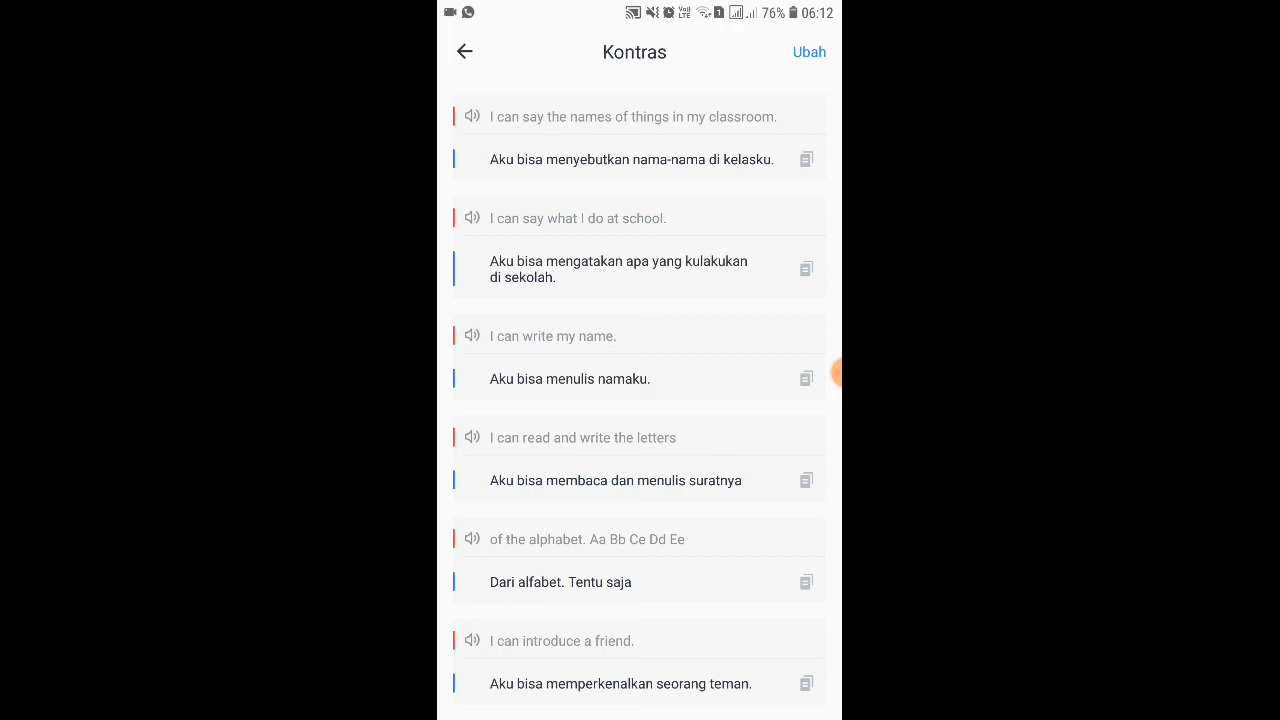 76% 06:12
Kontras
Ubah
I can say the names of things in my classroom.
Aku bisa menyebutkan nama-nama di kelasku.
I can say what I do at school.
Aku bisa mengatakan apa yang kulakukan
di sekolah.
I can write my name.
Aku bisa menulis namaku.
I can read and write the letters
Aku bisa membaca dan menulis suratnya
of the alphabet. Aa Bb Ce Dd Ee
Dari alfabet. Tentu saja
I can introduce a friend.
Aku bisa memperkenalkan seorang teman.